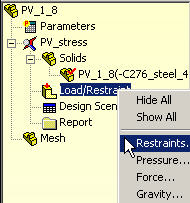 PV_1_8
Parameters
PV_stress
Solids
PV_1_8(-C276_steel_4
Load/Restraint
Hide All
Design Scen
Show All
Report
Mesh
Restraints..
Pressure...
Force...
Gravity...